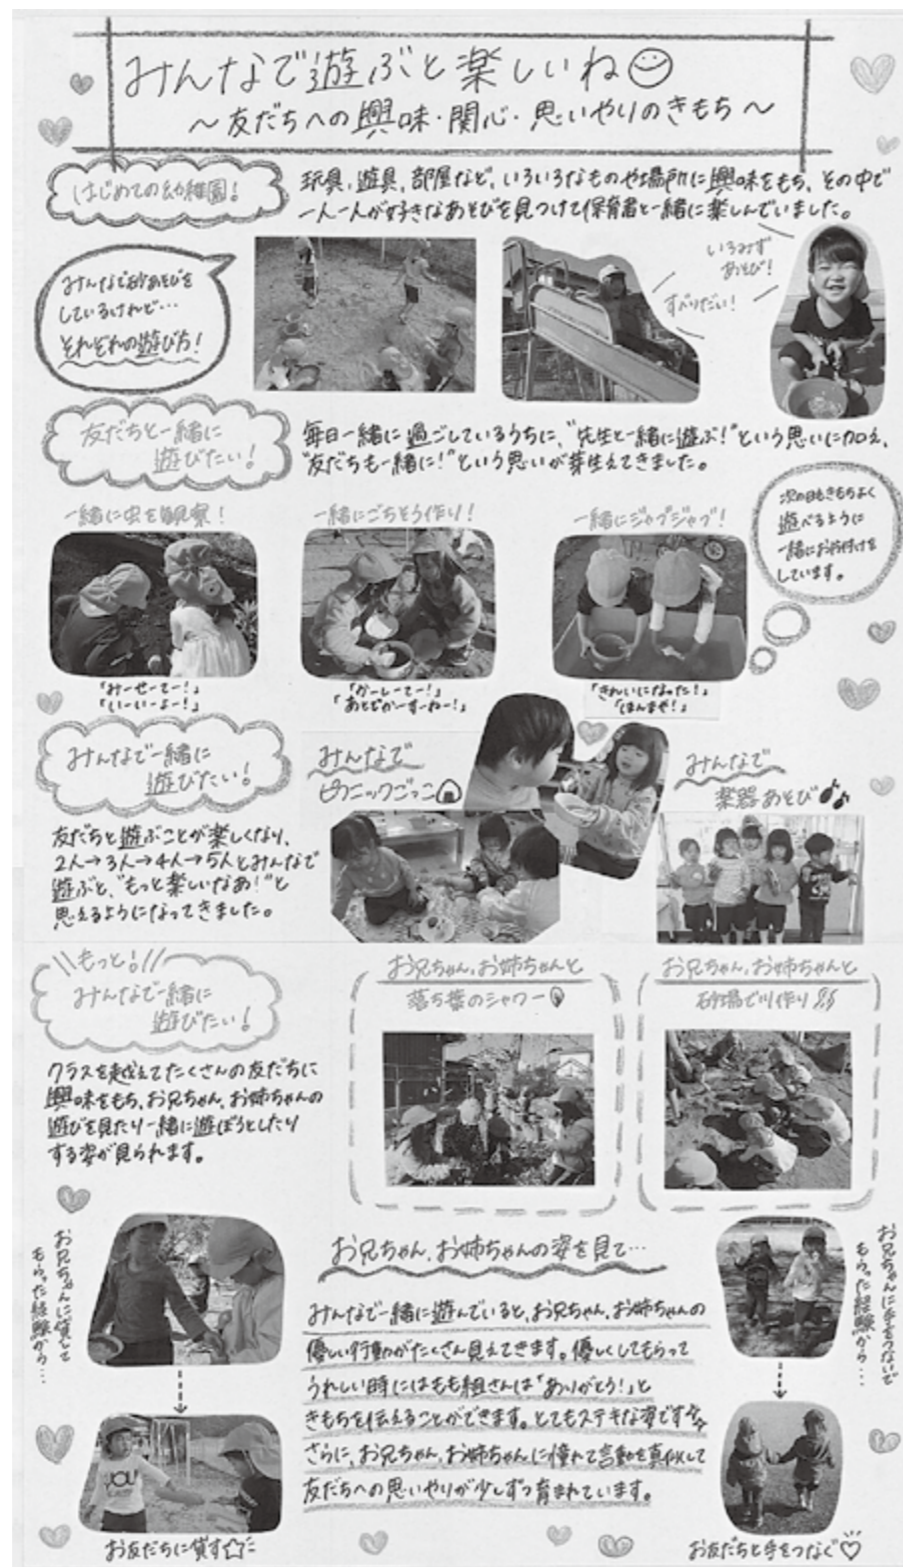 みんなで遊ぶと楽しいね
～友だちへの興味・関心・思いやりのきもち～
はじめての幼稚園!
玩具、遊具、部屋など、いろいろなものや場所に興味をもち、その中で
一人一人が好きなあそびを見つけて保育者と一緒に楽しんでいました。
みんなで砂あそびを
しているけれど…
それぞれの遊び方!
すべりだい!
いろみず
あそび!
友だちと一緒に
遊びたい!
毎日一緒に過ごしているうちに、"先生と一緒に遊ぶ!"という思いに加え、
"友だちも一緒に!"という思いが芽生えてきました。
一緒に虫を観察!
一緒にごちそう作り!
一緒にジャブジャブ!
次の日もきもちよく
遊べるように
一緒にお片付けを
しています。
「みーせーてー!」
「いーいーよー!」
「かーしーてー!」
「あとでかーすーねー!」
「きれいになった!」
「ほんまや!」
みんなで一緒に
遊びたい!
友だちと遊ぶことが楽しくなり、
2人→3人→4人→5人とみんなで
遊ぶと、"もっと楽しいなあ!"と
思えるようになってきました。
みんなで
ピクニックごっこ
みんなで
楽器あそび
もっと!
みんなで一緒に
遊びたい!
クラスを越えてたくさんの友だちに
興味をもち、お兄ちゃん、お姉ちゃんの
遊びを見たり一緒に遊ぼうとしたり
する姿が見られます。
お兄ちゃん、お姉ちゃんと
落ち葉のシャワー
お兄ちゃん、お姉ちゃんと
砂場で川作り
お兄ちゃんに貸して
もらった経験から…
お友だちに貸す
お兄ちゃん、お姉ちゃんの姿を見て…
みんなで一緒に遊んでいると、お兄ちゃん、お姉ちゃんの
優しい行動がたくさん見えてきます。優しくしてもらって
うれしい時にはもも組さんは「ありがとう!」と
きもちを伝えることができます。とてもステキな姿です☆
さらに、お兄ちゃん、お姉ちゃんに憧れて言動を真似して
友だちへの思いやりが少しずつ育まれています。
お兄ちゃんに手をつないで
もらった経験から…
お友だちと手をつなぐ♡
YOU